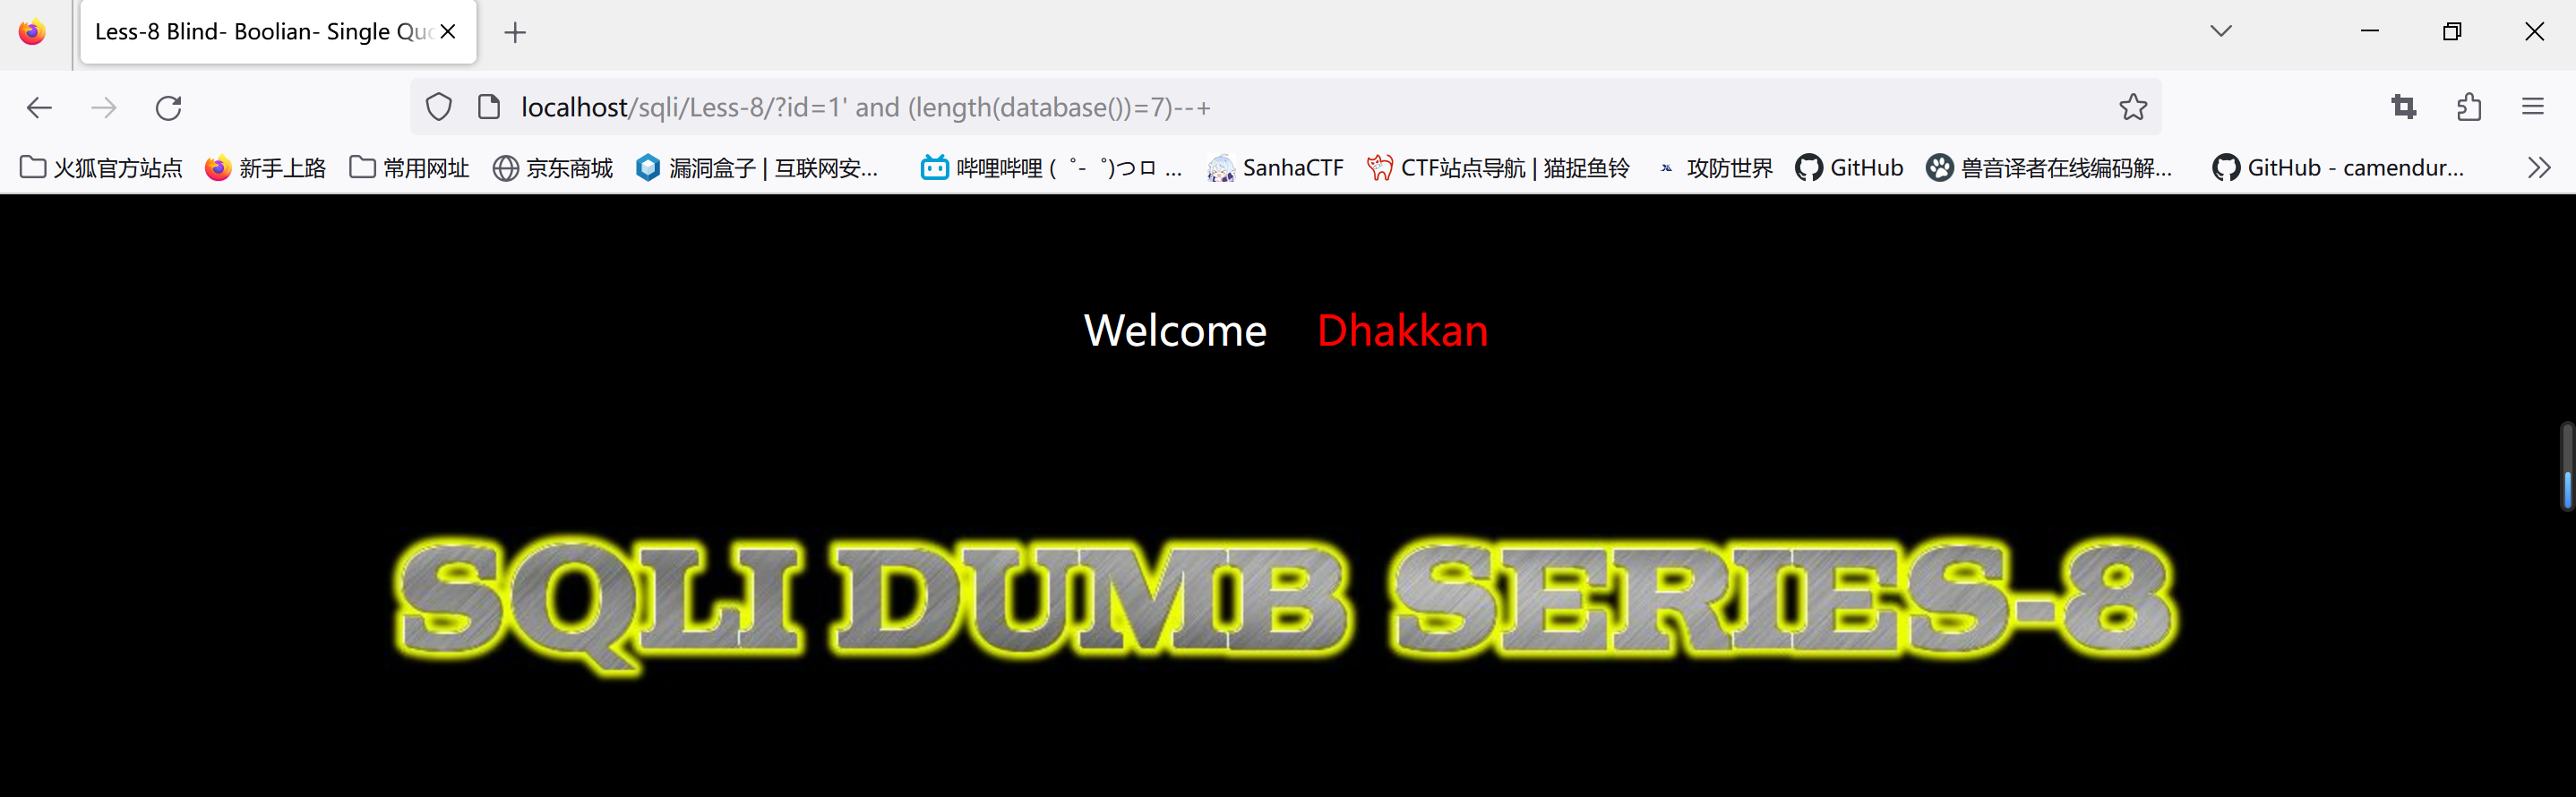 Less-8 Blind- Boolian- Single Quo
localhost/sqli/Less-8/?id=1' and (length(database())=7)--+
火狐官方站点 新手上路 常用网址 京东商城 漏洞盒子 | 互联网安... 哔哩哔哩 (゜-゜)つロ ... SanhaCTF CTF站点导航 | 猫捉鱼铃 攻防世界 GitHub 兽音译者在线编码解... GitHub - camendur...
Welcome Dhakkan
SQLI DUMB SERIES-8